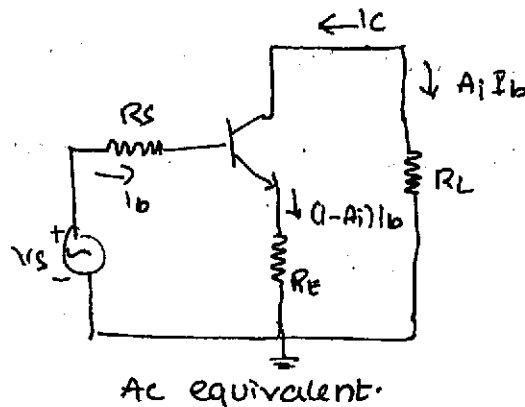 ← Ic
↓ Ai Ib
Rs
→
Ib
RL
↓ (1-Ai) Ib
+
Vs
-
RE
Ac equivalent.